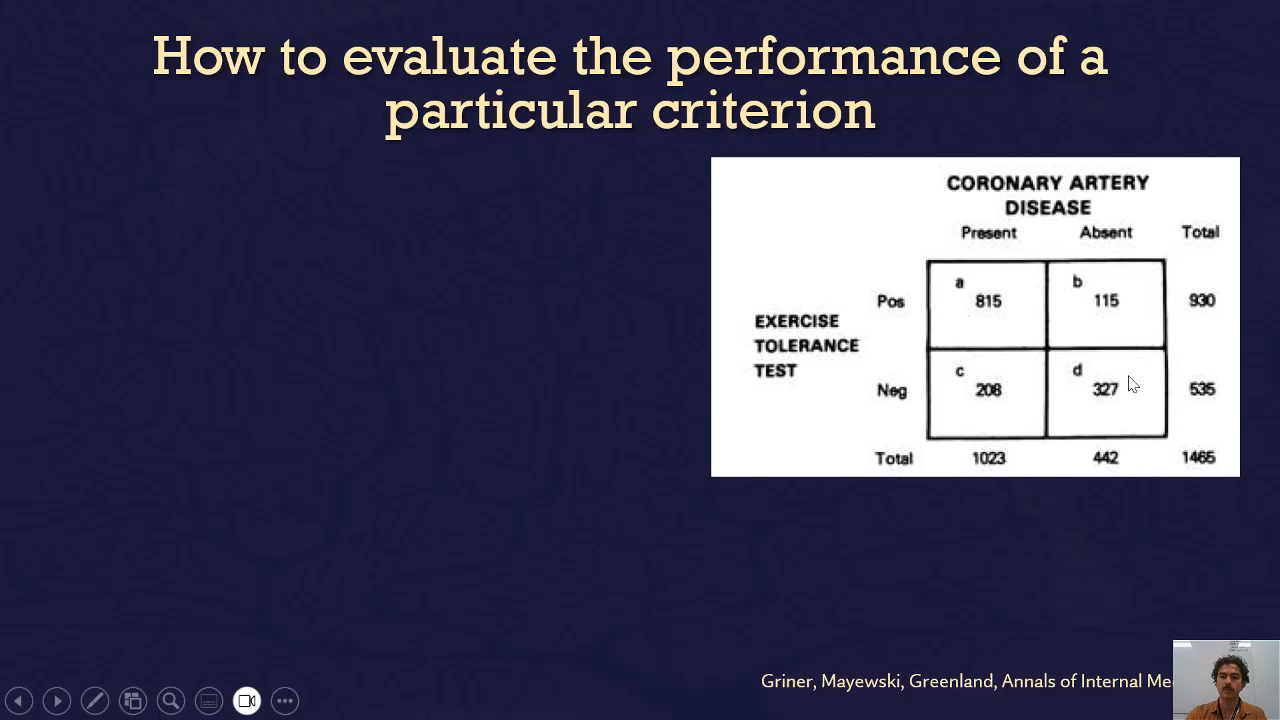 How to evaluate the performance of a
particular criterion
CORONARY ARTERY
DISEASE
Present Absent Total
a b
Pos 815 115 930
EXERCISE
TOLERANCE
TEST
c d
Neg 208 327 535
Total 1023 442 1465
Griner, Mayewski, Greenland, Annals of Internal Me